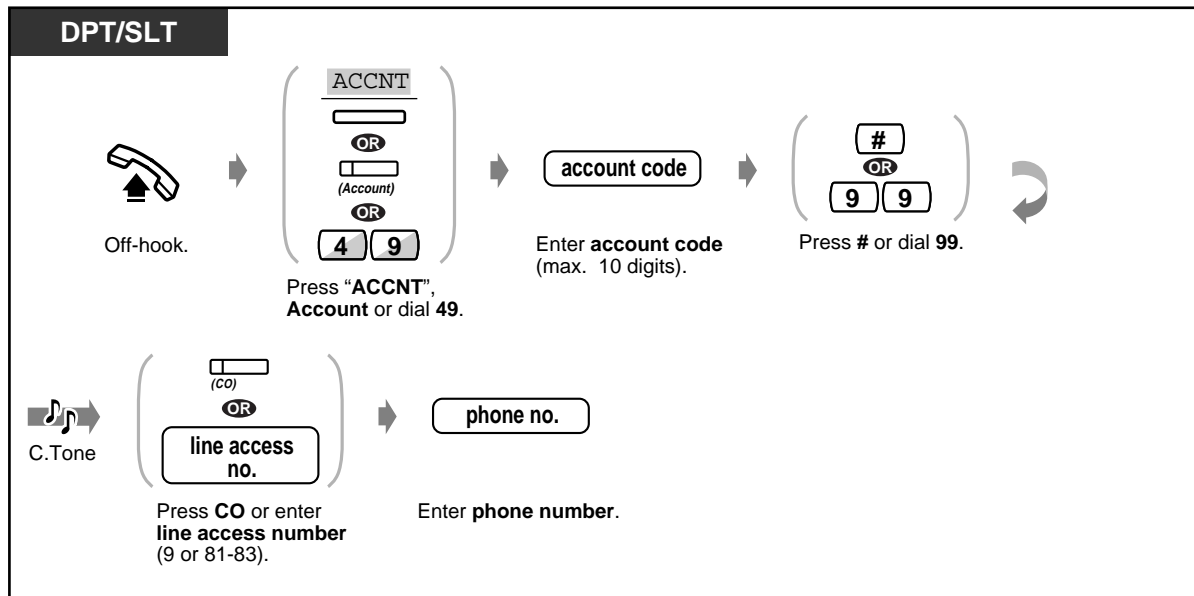 DPT/SLT
ACCNT
OR
(Account)
OR
4 9
account code
#
OR
9 9
Off-hook.
Press “ACCNT”,
Account or dial 49.
Enter account code
(max. 10 digits).
Press # or dial 99.
C.Tone
(CO)
OR
line access
no.
phone no.
Press CO or enter
line access number
(9 or 81-83).
Enter phone number.